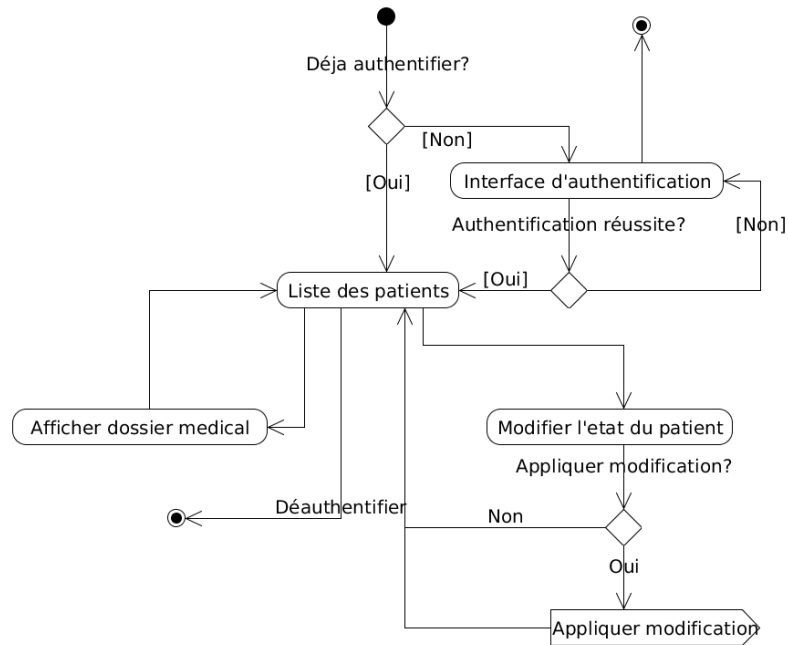 Déja authentifier?
[Non]
[Oui]
Interface d'authentification
Authentification réussite?
[Non]
[Oui]
Liste des patients
Afficher dossier medical
Modifier l'etat du patient
Appliquer modification?
Déauthentifier
Non
Oui
Appliquer modification